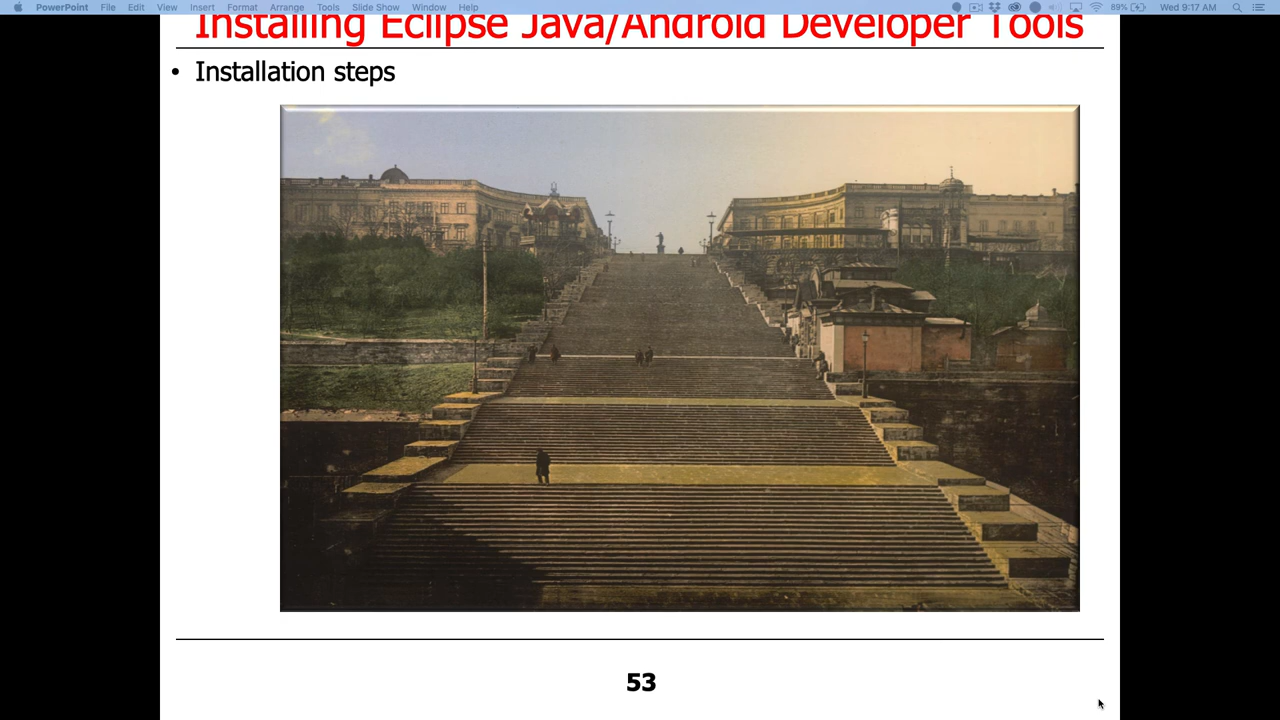 PowerPoint File Edit View Insert Format Arrange Tools Slide Show Window Help 89% Wed 9:17 AM
Installing Eclipse Java/Android Developer Tools
• Installation steps
53